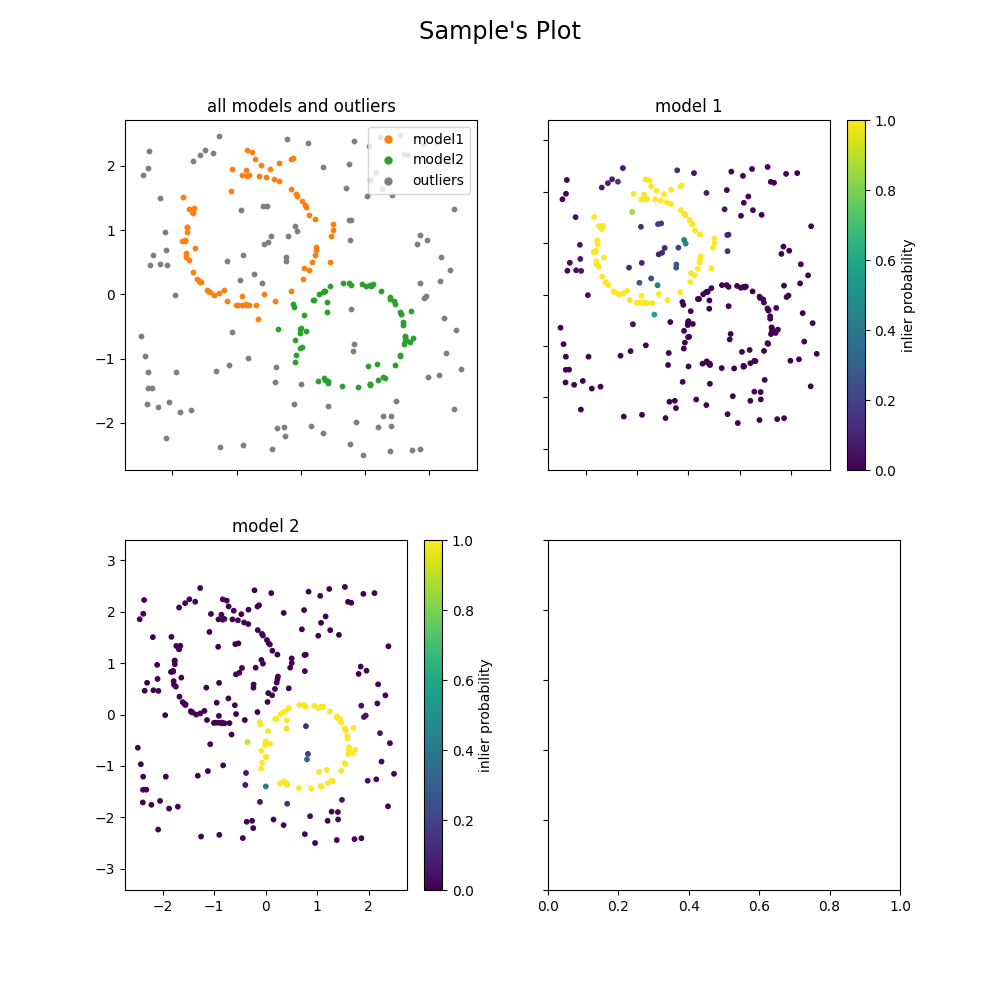 Sample's Plot
all models and outliers
model1
model2
outliers
2
1
0
−1
−2
model 1
1.0
0.8
0.6
0.4
0.2
0.0
inlier probability
model 2
3
2
1
0
−1
−2
−3
−2 −1 0 1 2
1.0
0.8
0.6
0.4
0.2
0.0
inlier probability
0.0 0.2 0.4 0.6 0.8 1.0